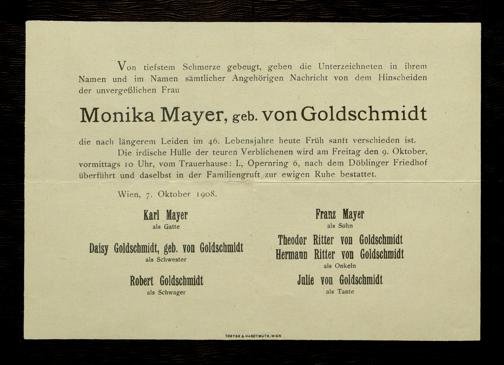 Von tiefstem Schmerze gebeugt, geben die Unterzeichneten in ihrem
Namen und im Namen sämtlicher Angehörigen Nachricht von dem Hinscheiden
der unvergeßlichen Frau
Monika Mayer, geb. von Goldschmidt
die nach längerem Leiden im 46. Lebensjahre heute Früh sanft verschieden ist.
Die irdische Hülle der teuren Verblichenen wird am Freitag den 9. Oktober,
vormittags 10 Uhr, vom Trauerhause: I., Opernring 6, nach dem Döblinger Friedhof
überführt und daselbst in der Familiengruft zur ewigen Ruhe bestattet.
Wien, 7. Oktober 1908.
Karl Mayer
als Gatte
Daisy Goldschmidt, geb. von Goldschmidt
als Schwester
Robert Goldschmidt
als Schwager
Franz Mayer
als Sohn
Theodor Ritter von Goldschmidt
Hermann Ritter von Goldschmidt
als Onkeln
Julie von Goldschmidt
als Tante